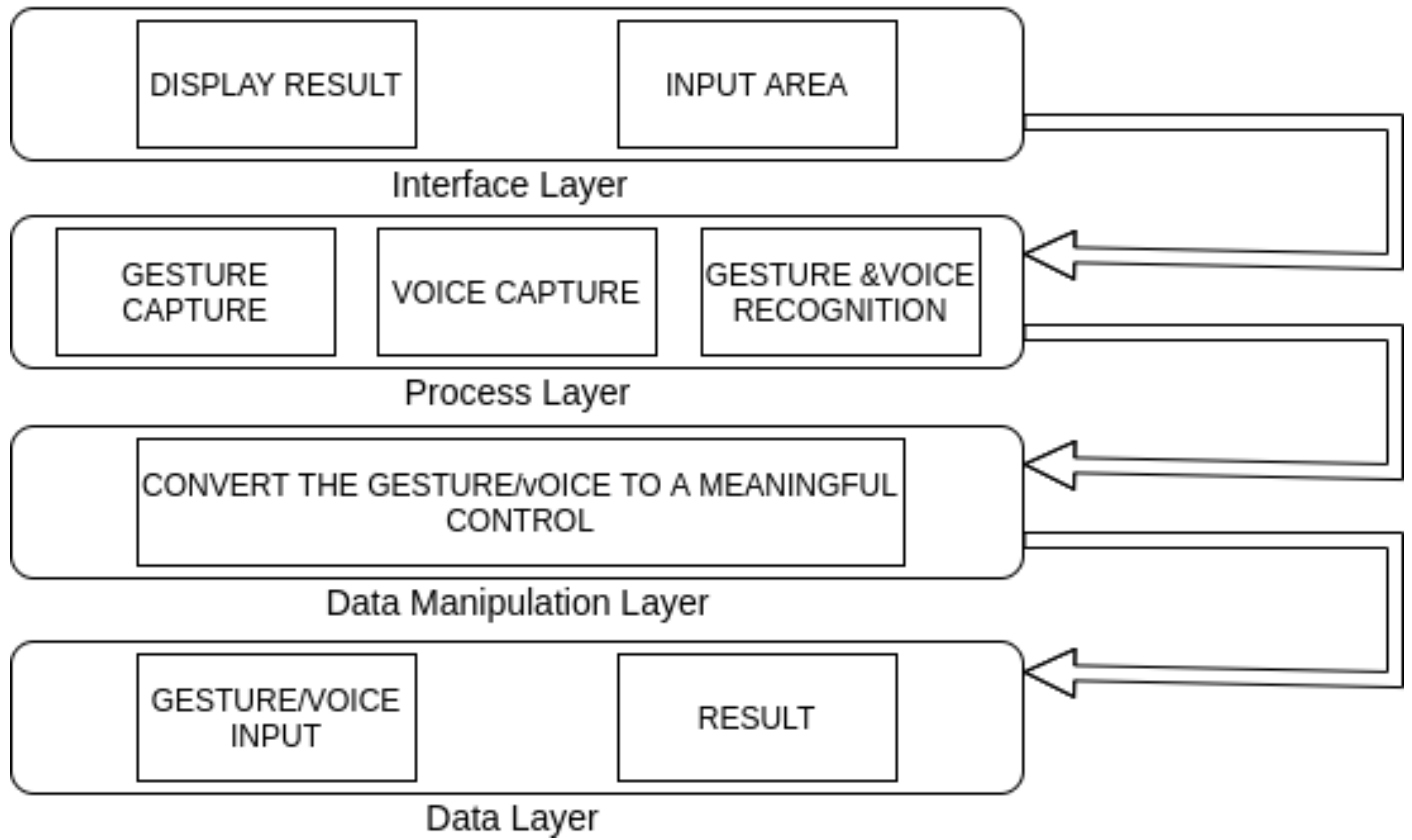 DISPLAY RESULT
INPUT AREA
Interface Layer
GESTURE
CAPTURE
VOICE CAPTURE
GESTURE &VOICE
RECOGNITION
Process Layer
CONVERT THE GESTURE/vOICE TO A MEANINGFUL
CONTROL
Data Manipulation Layer
GESTURE/VOICE
INPUT
RESULT
Data Layer